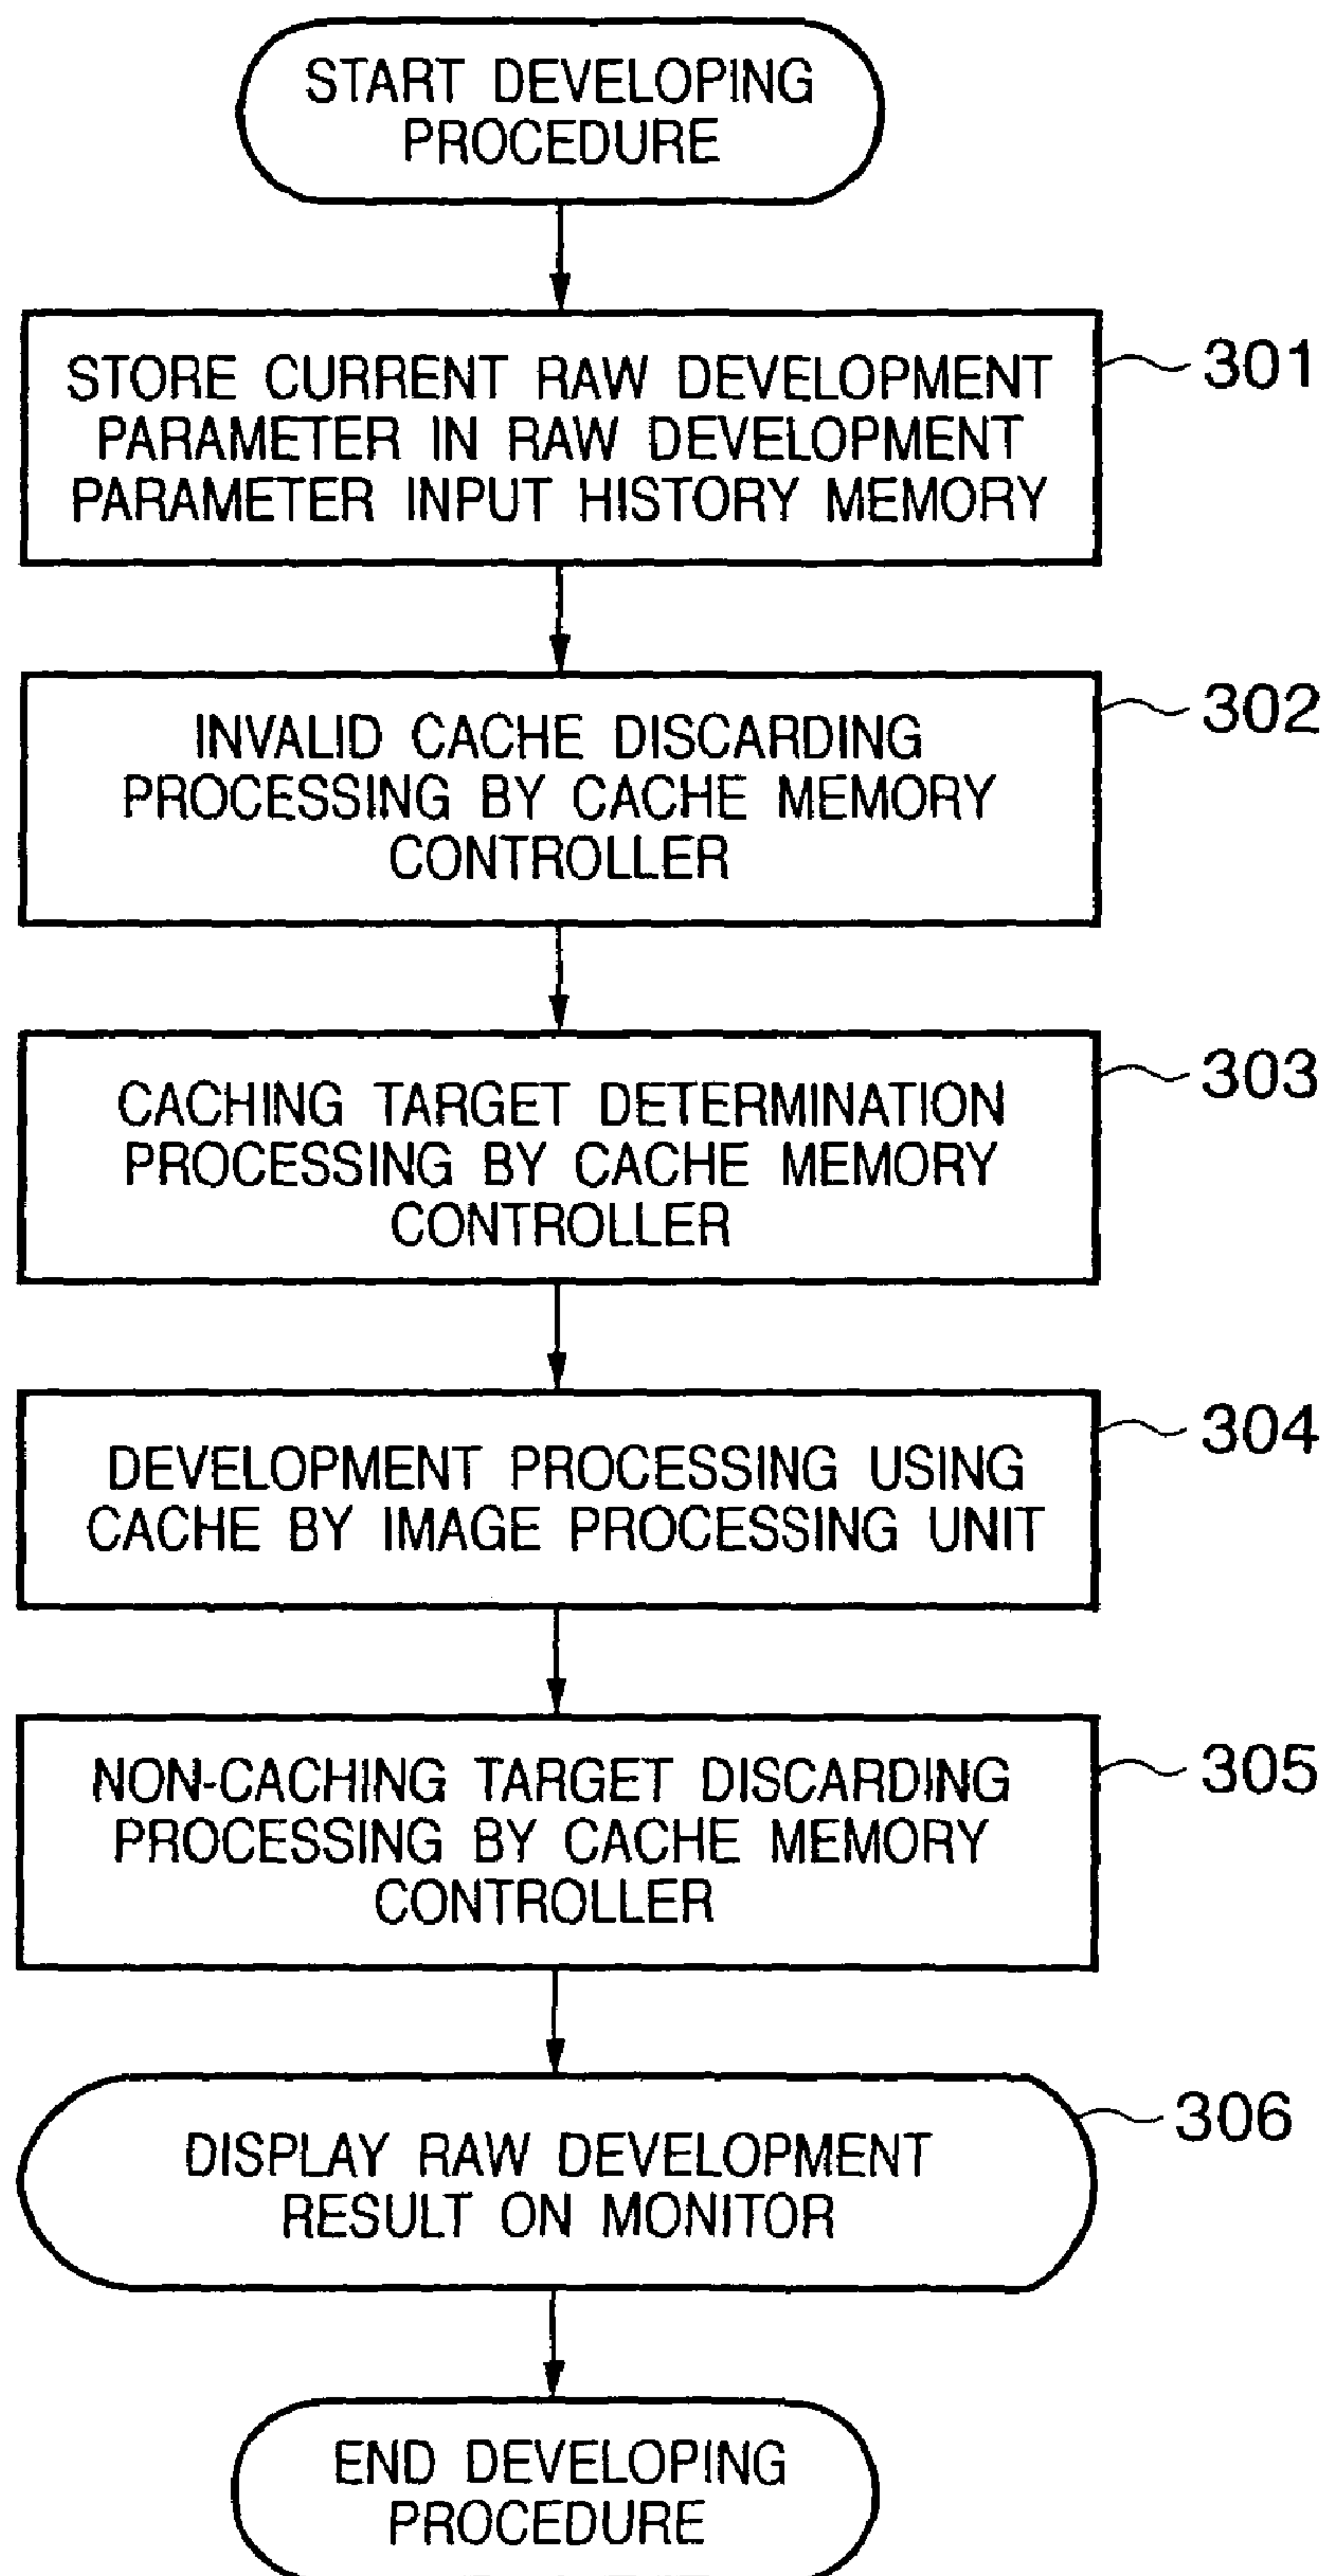 START DEVELOPING
PROCEDURE
STORE CURRENT RAW DEVELOPMENT
PARAMETER IN RAW DEVELOPMENT
PARAMETER INPUT HISTORY MEMORY
301
INVALID CACHE DISCARDING
PROCESSING BY CACHE MEMORY
CONTROLLER
302
CACHING TARGET DETERMINATION
PROCESSING BY CACHE MEMORY
CONTROLLER
303
DEVELOPMENT PROCESSING USING
CACHE BY IMAGE PROCESSING UNIT
304
NON-CACHING TARGET DISCARDING
PROCESSING BY CACHE MEMORY
CONTROLLER
305
DISPLAY RAW DEVELOPMENT
RESULT ON MONITOR
306
END DEVELOPING
PROCEDURE